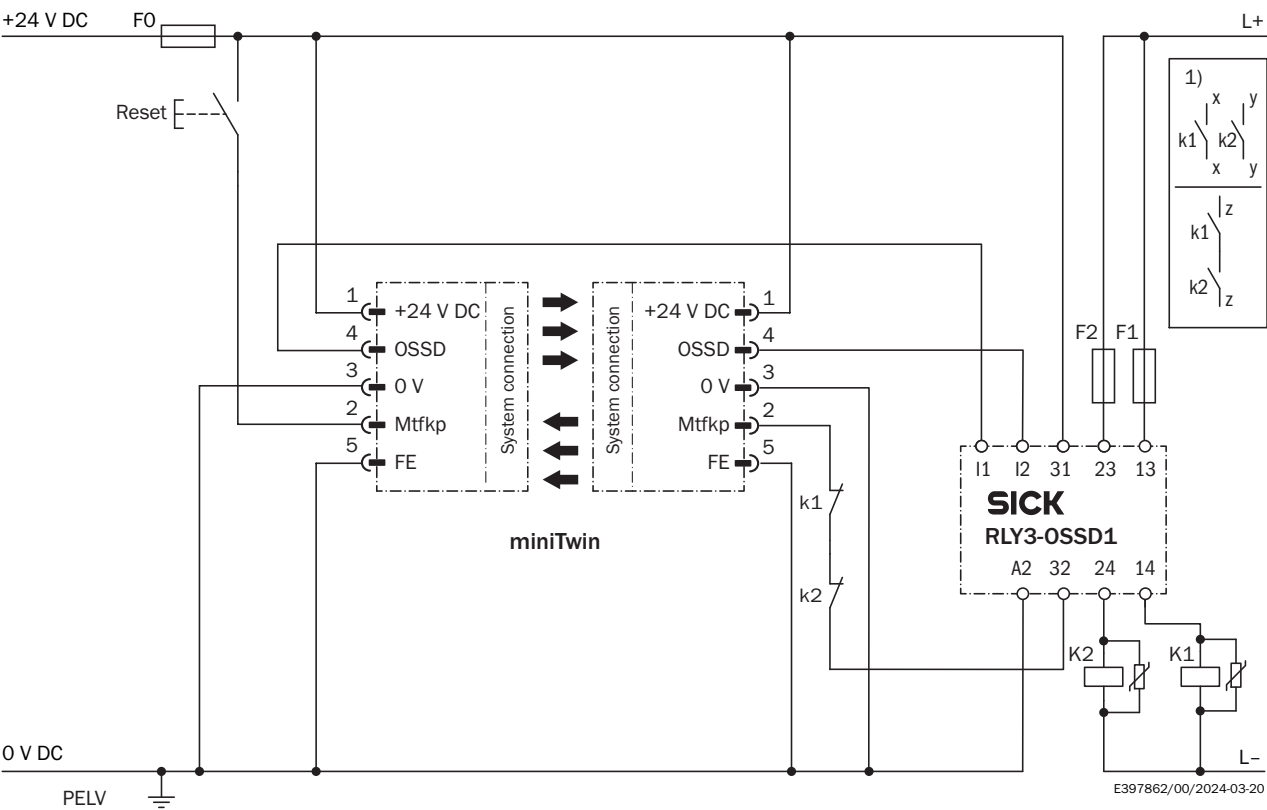 +24 V DC F0 L+
1)
x y
k1 k2
x y
z
k1
k2
z
Reset
1 +24 V DC
4 OSSD
3 0 V
2 Mtfkp
5 FE
System connection
System connection
+24 V DC 1
OSSD 4
0 V 3
Mtfkp 2
FE 5
miniTwin
k1
k2
F2 F1
I1 I2 31 23 13
SICK
RLY3-OSSD1
A2 32 24 14
K2 K1
0 V DC L–
PELV
E397862/00/2024-03-20